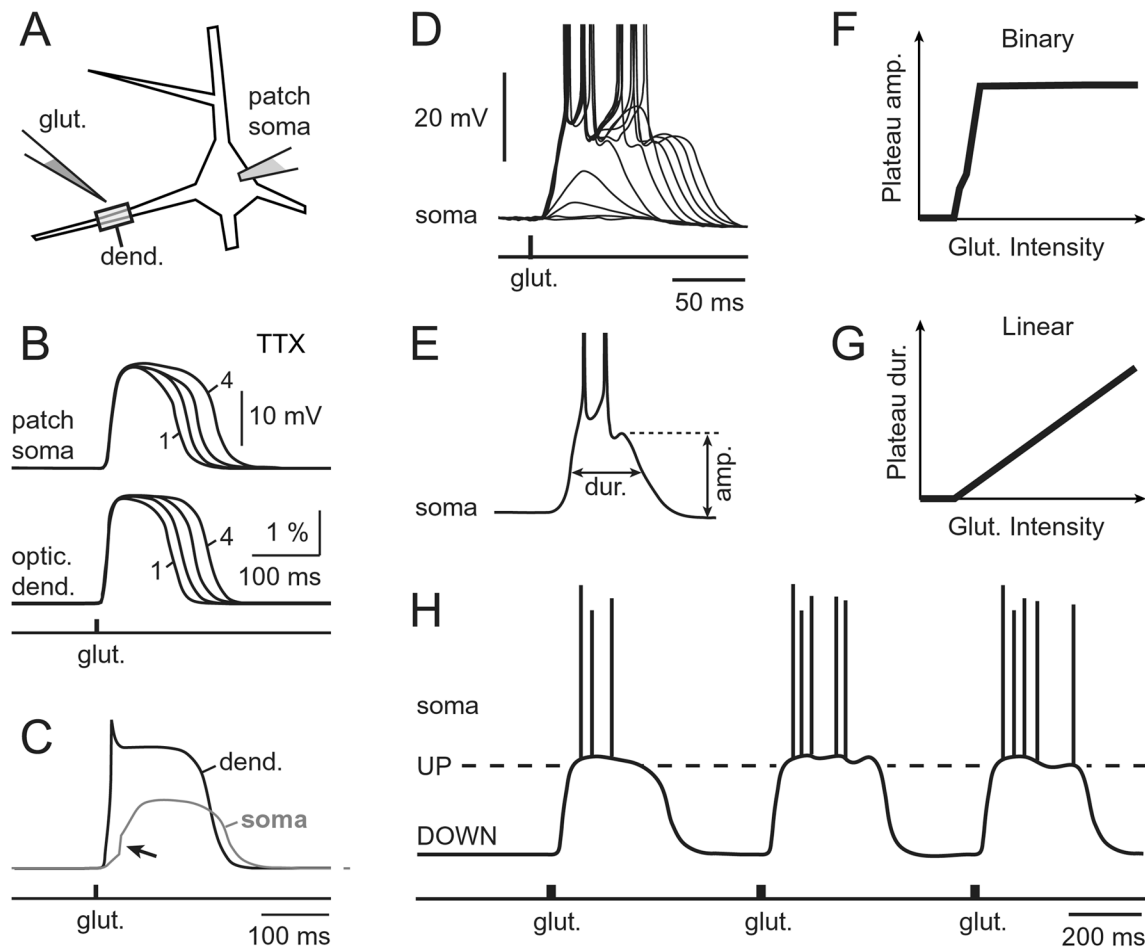 A
glut.
patch
soma
dend.
B
TTX
patch
soma
4
1
10 mV
optic.
dend.
4
1
1 %
100 ms
glut.
C
dend.
soma
glut.
100 ms
D
20 mV
soma
glut.
50 ms
E
soma
dur.
amp.
F
Binary
Plateau amp.
Glut. Intensity
G
Linear
Plateau dur.
Glut. Intensity
H
soma
UP
DOWN
glut.
glut.
glut.
200 ms